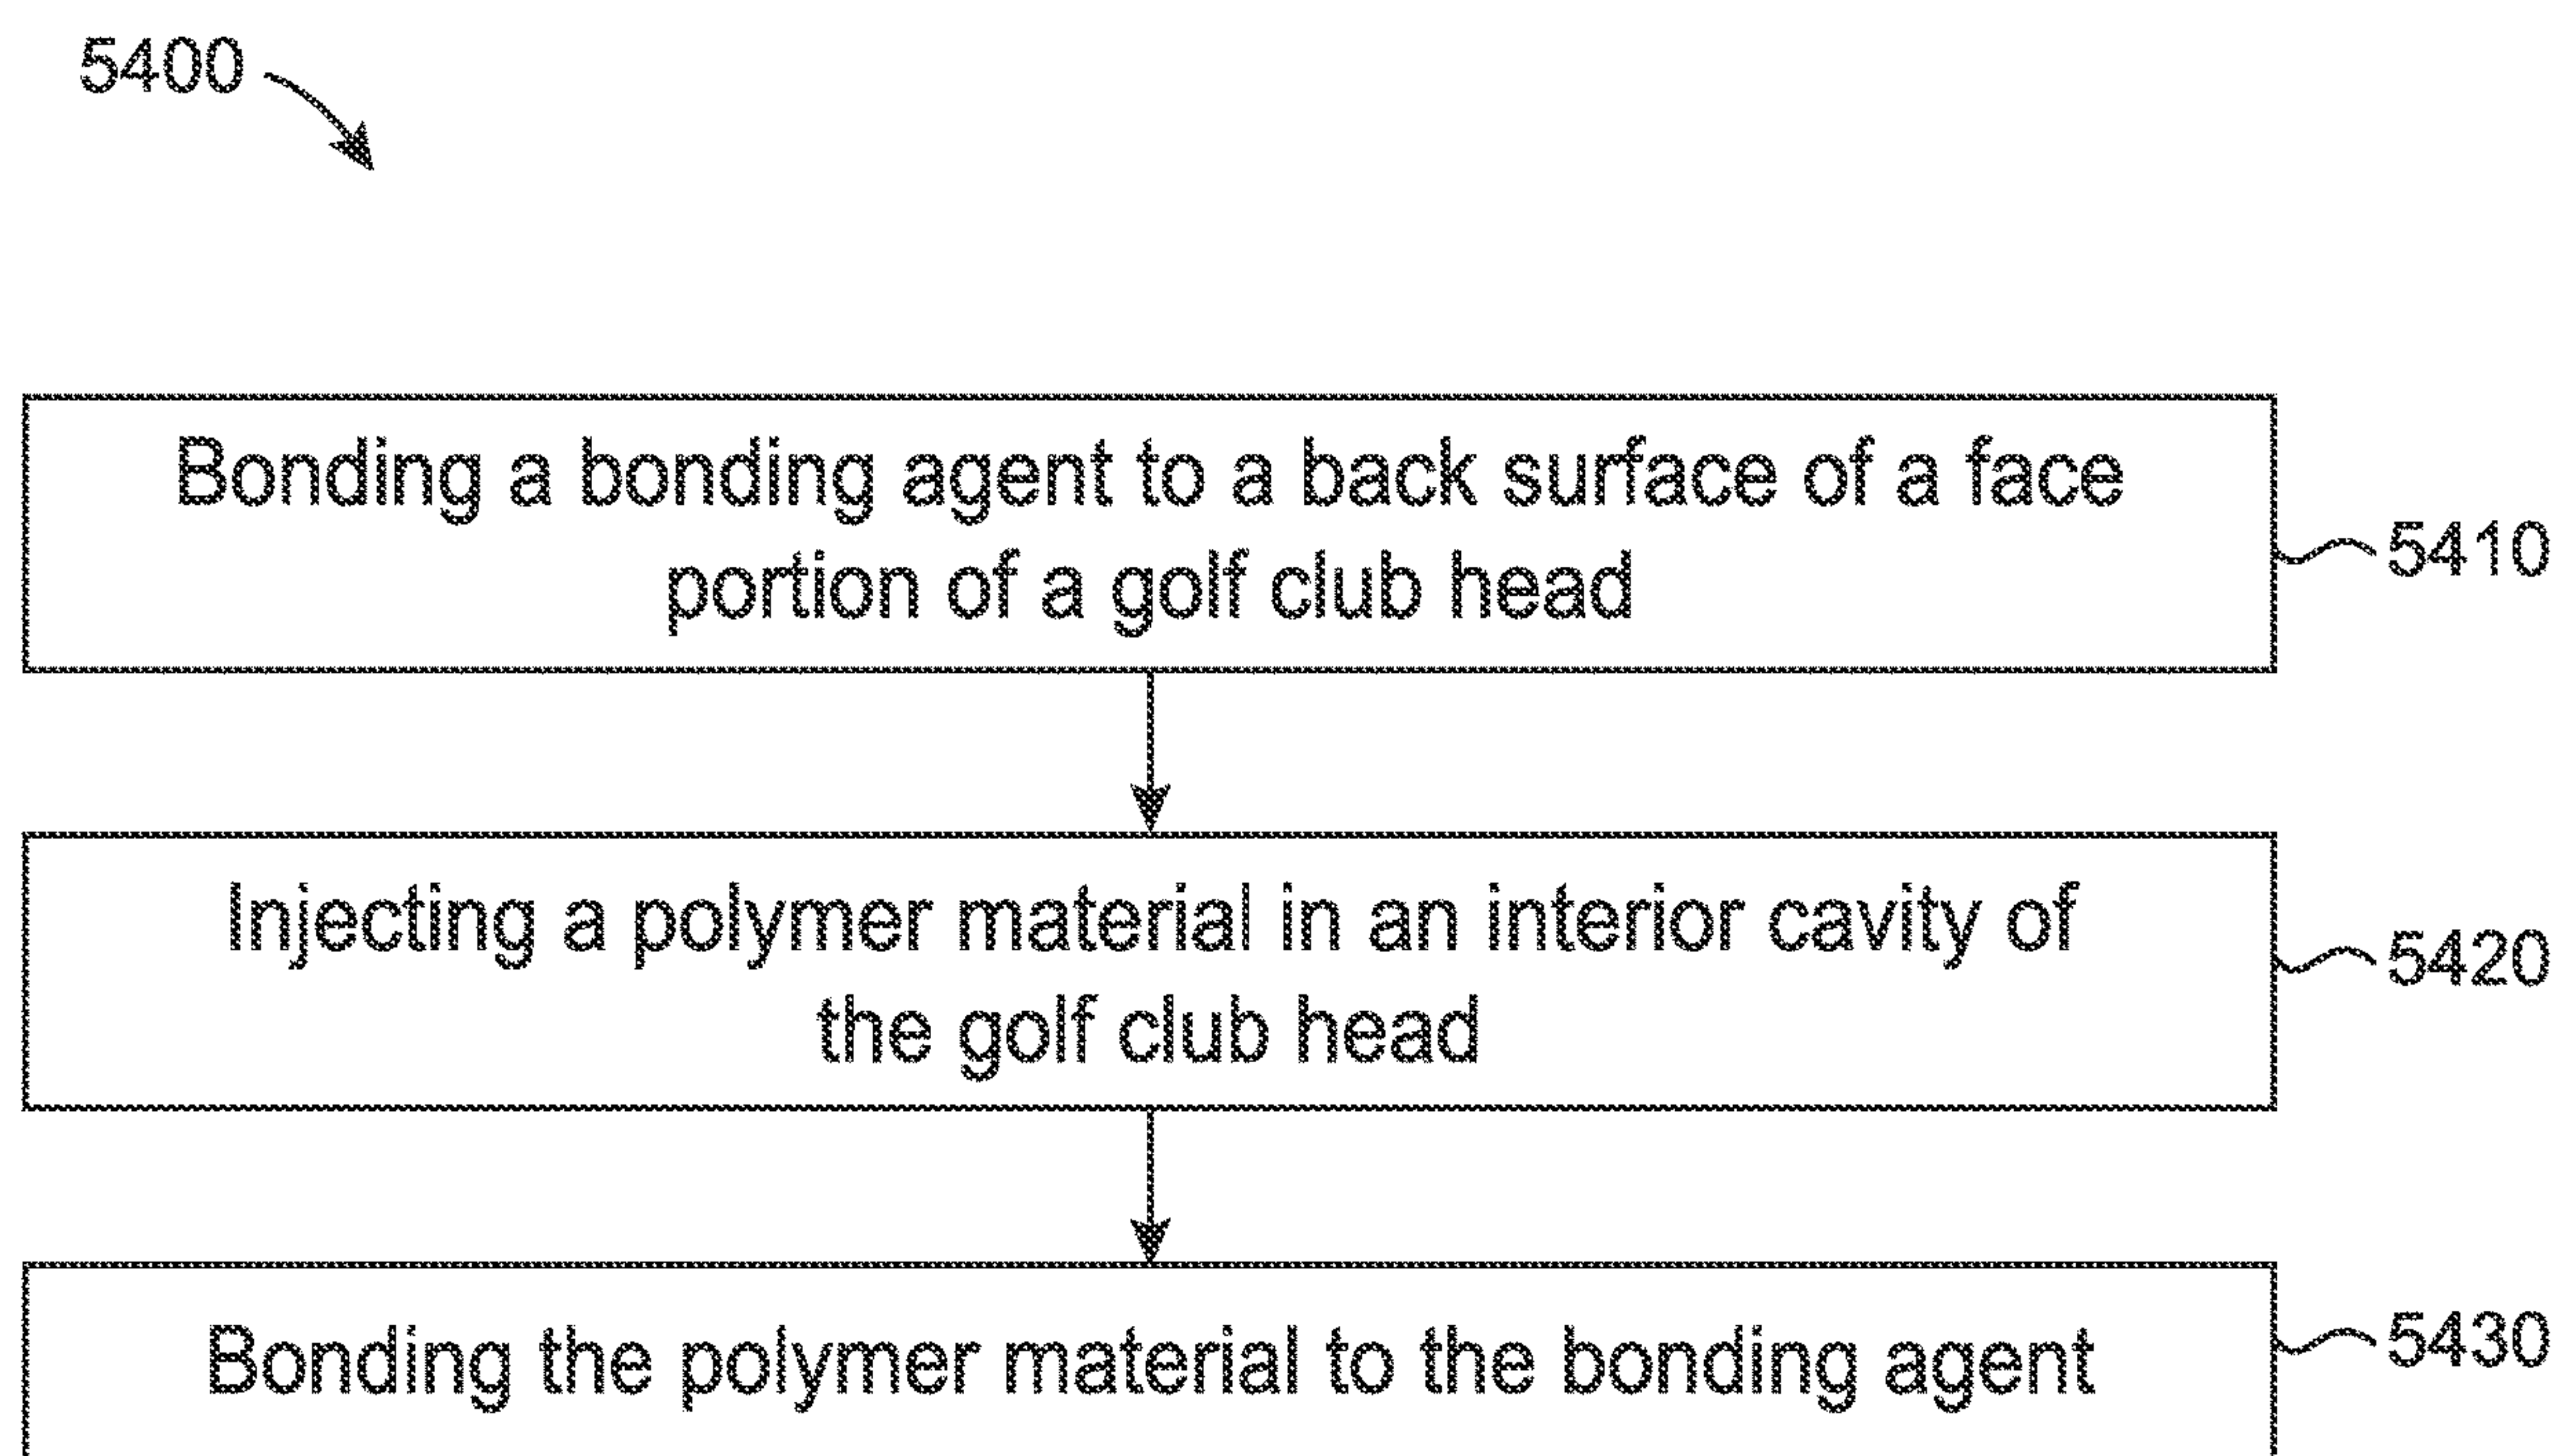 5400
Bonding a bonding agent to a back surface of a face
portion of a golf club head
5410
Injecting a polymer material in an interior cavity of
the golf club head
5420
Bonding the polymer material to the bonding agent
5430